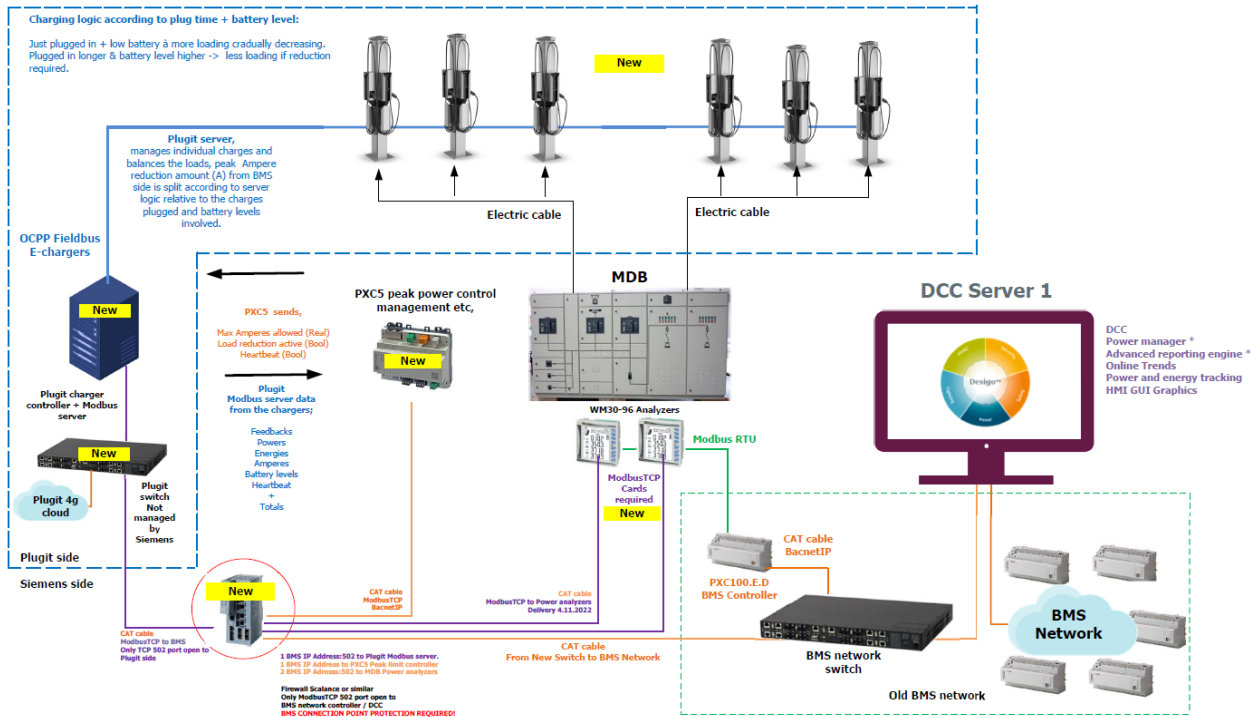 Charging logic according to plug time + battery level:
Just plugged in + low battery à more loading cradually decreasing.
Plugged in longer & battery level higher -> less loading if reduction
required.
New
Plugit server,
manages individual charges and
balances the loads, peak Ampere
reduction amount (A) from BMS
side is split according to server
logic relative to the charges
plugged and battery levels
involved.
Electric cable
Electric cable
OCPP Fieldbus
E-chargers
New
Plugit charger
controller + Modbus
server
New
Plugit 4g
cloud
Plugit
switch
Not
managed
by
Siemens
Plugit side
Siemens side
PXC5 sends,
Max Amperes allowed (Real)
Load reduction active (Bool)
Heartbeat (Bool)
Plugit
Modbus server data
from the chargers;
Feedbacks
Powers
Energies
Amperes
Battery levels
Heartbeat
+
Totals
PXC5 peak power control
management etc,
New
MDB
WM30-96 Analyzers
Modbus RTU
ModbusTCP
Cards
required
New
DCC Server 1
Desigo™
Power
DCC
Power manager *
Advanced reporting engine *
Online Trends
Power and energy tracking
HMI GUI Graphics
CAT cable
BacnetIP
PXC100.E.D
BMS Controller
BMS network
switch
BMS
Network
Old BMS network
New
CAT cable
ModbusTCP
BacnetIP
CAT cable
ModbusTCP to Power analyzers
Delivery 4.11.2022
CAT cable
From New Switch to BMS Network
CAT cable
ModbusTCP to BMS
Only TCP 502 port open to
Plugit side
1 BMS IP Address:502 to Plugit Modbus server.
1 BMS IP Address to PXC5 Peak limit controller
2 BMS IP Adresss:502 to MDB Power analyzers
Firewall Scalance or similar
Only ModbusTCP 502 port open to
BMS network controller / DCC
BMS CONNECTION POINT PROTECTION REQUIRED!